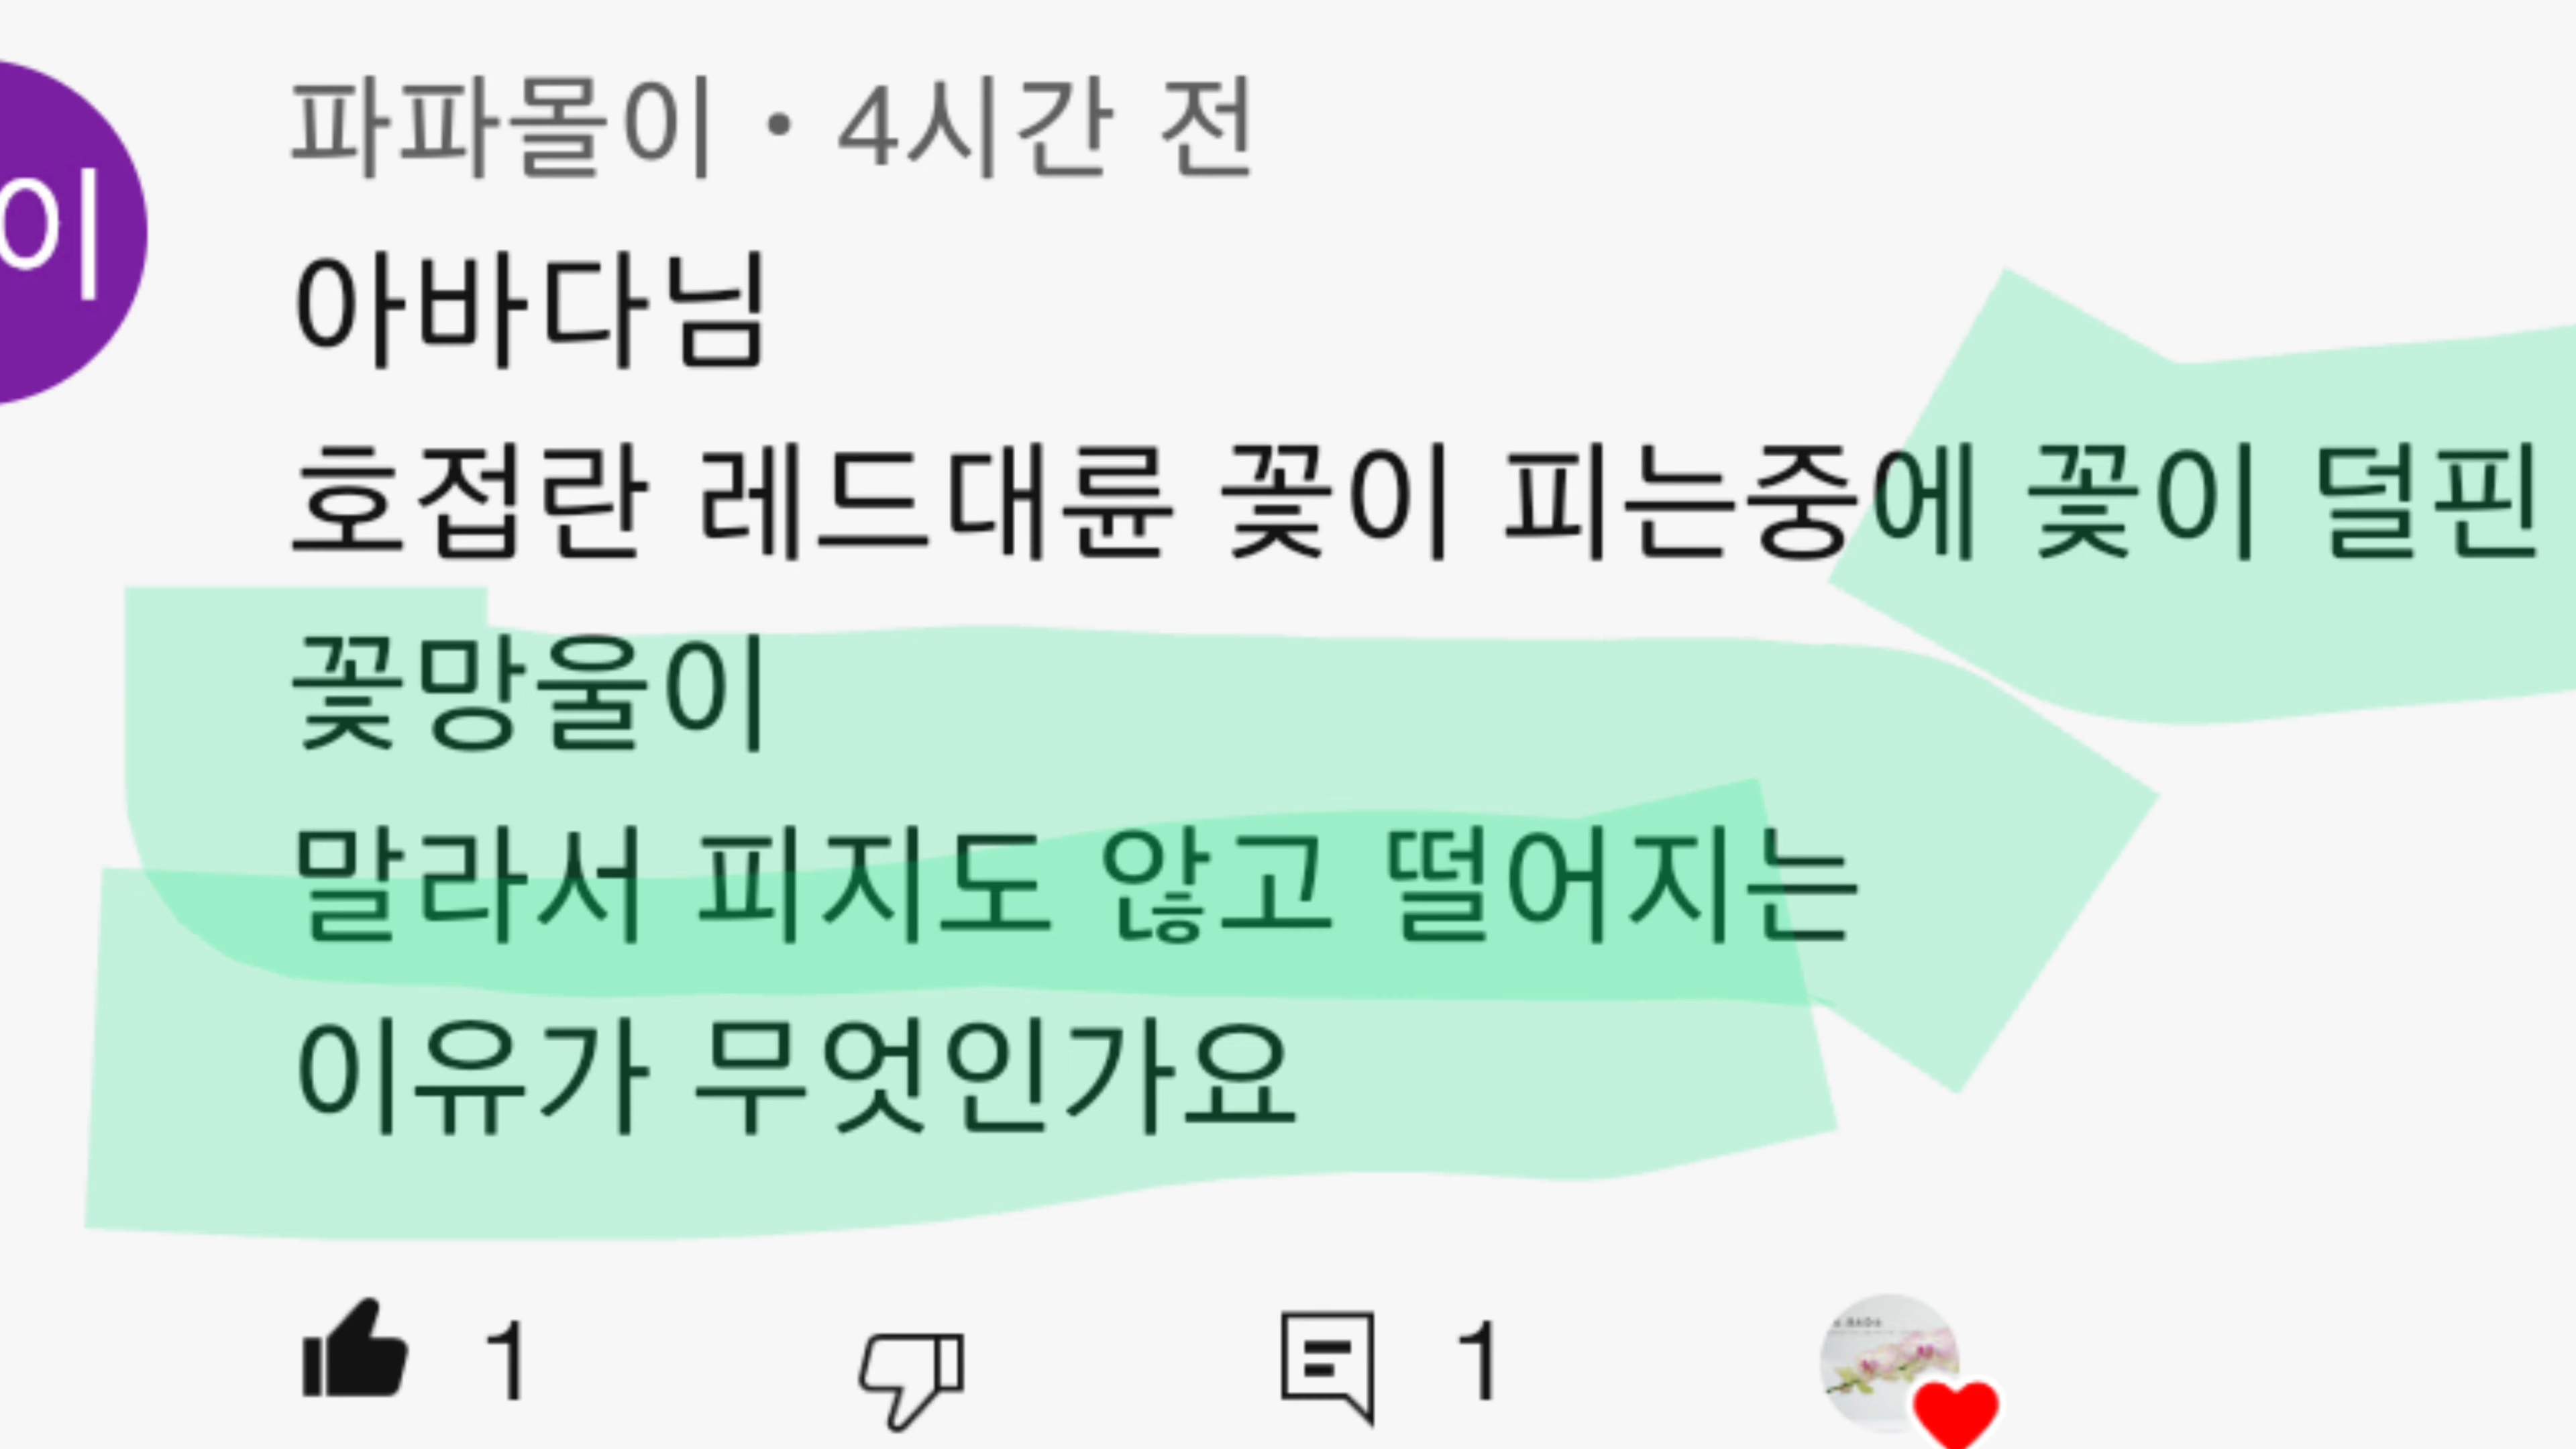 이
파파몰이 • 4시간 전
아바다님
호접란 레드대륜 꽃이 피는중에 꽃이 덜핀
꽃망울이
말라서 피지도 않고 떨어지는
이유가 무엇인가요
1 1